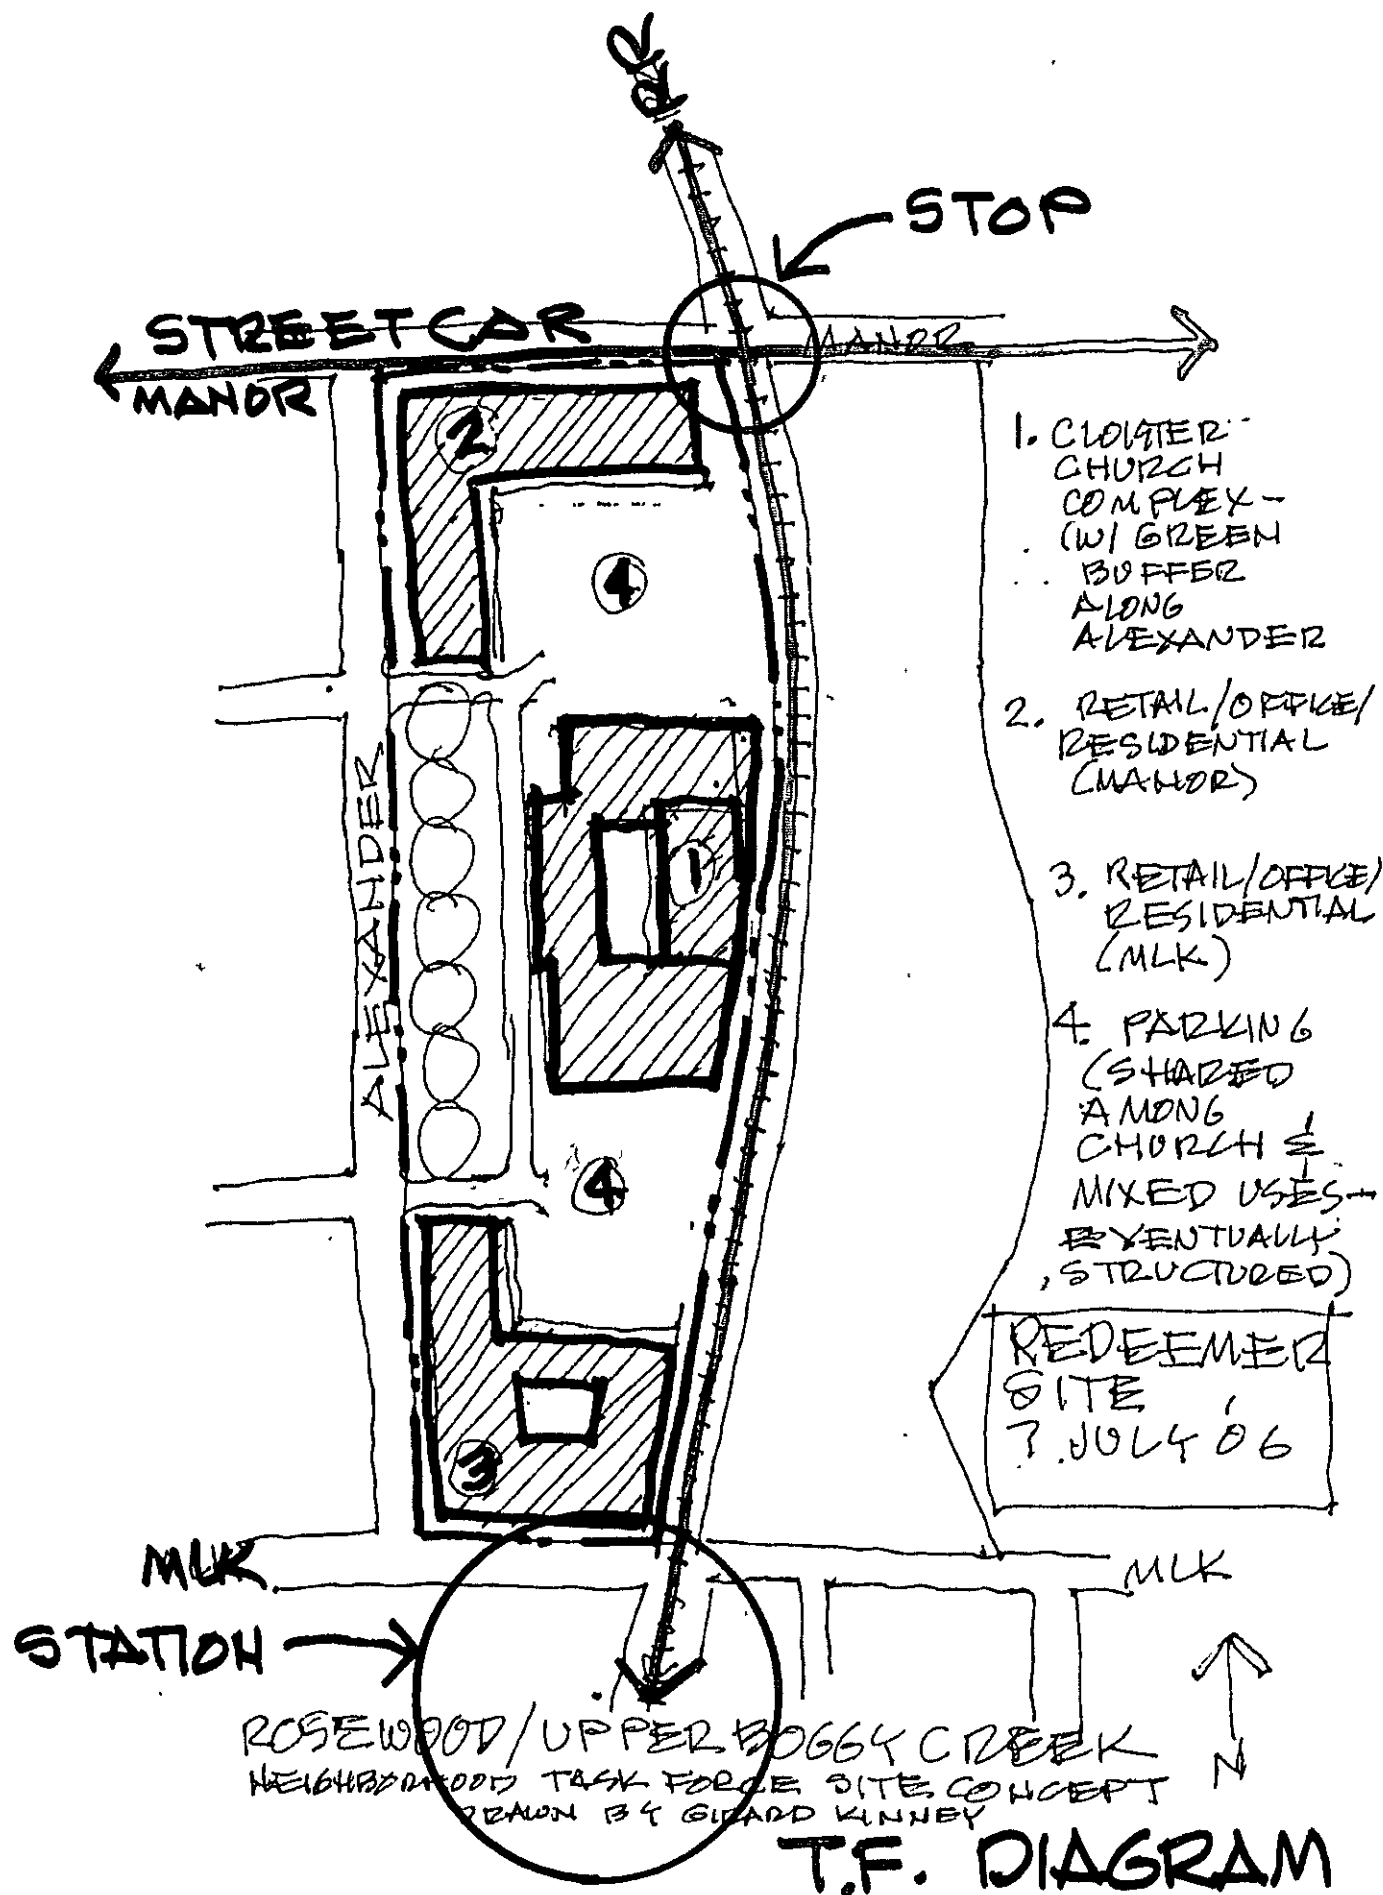 RR
STOP
STREETCAR
MANOR
MANOR
2
4
ALEXANDER
1
4
3
1. CLOISTER
CHURCH
COMPLEX -
(W/ GREEN
BUFFER
ALONG
ALEXANDER
2. RETAIL/OFFICE/
RESIDENTIAL
(MANOR)
3. RETAIL/OFFICE/
RESIDENTIAL
(MLK)
4. PARKING
(SHARED
AMONG
CHURCH &
MIXED USES -
EVENTUALLY
STRUCTURED)
REDEEMER
SITE
7 JULY '06
MLK
MLK
STATION
N
ROSEWOOD/UPPER BOGGY CREEK
NEIGHBORHOOD TASK FORCE SITE CONCEPT
DRAWN BY GIRARD KINNEY
T.F. DIAGRAM